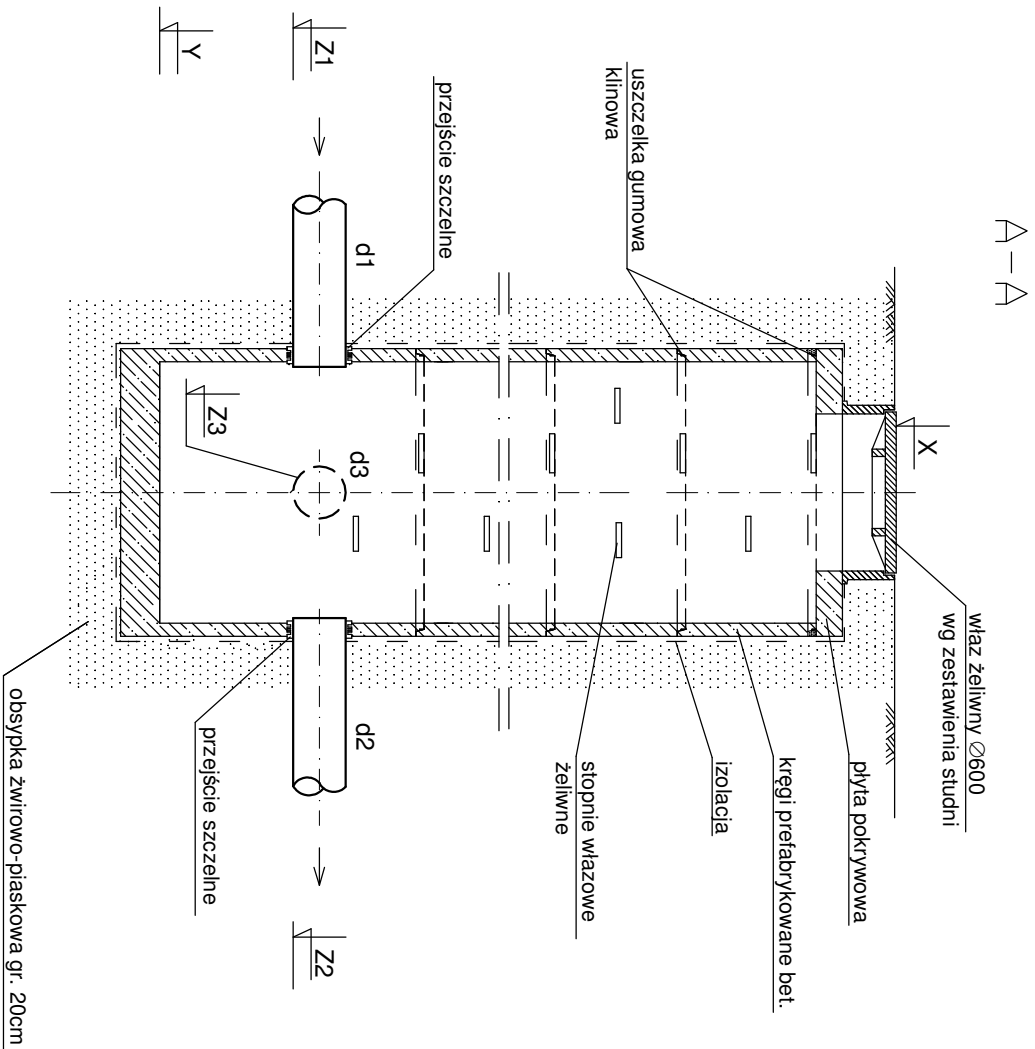 A – A
właz żeliwny ∅600
wg zestawienia studni
X
płyta pokrywowa
kręgi prefabrykowane bet.
izolacja
stopnie włazowe
żeliwne
uszczelka gumowa
klinowa
przejście szczelne
d1
d3
d2
Z1
Z3
Z2
Y
przejście szczelne
obsypka żwirowo-piaskowa gr. 20cm